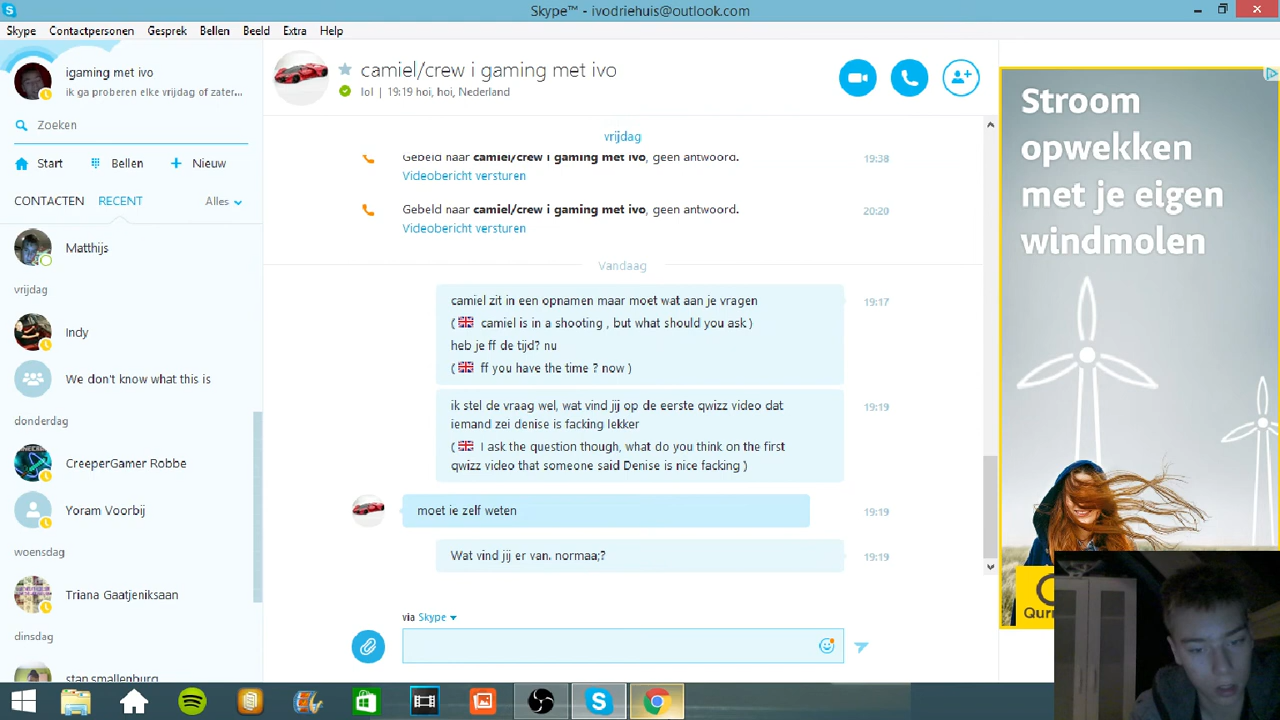 Skype™ - ivodriehuis@outlook.com
Skype Contactpersonen Gesprek Bellen Beeld Extra Help
igaming met ivo
ik ga proberen elke vrijdag of zater...
Zoeken
Start Bellen Nieuw
CONTACTEN RECENT Alles
Matthijs
vrijdag
Indy
We don't know what this is
donderdag
CreeperGamer Robbe
Yoram Voorbij
woensdag
Triana Gaatjeniksaan
dinsdag
stan smallenburg
camiel/crew i gaming met ivo
lol | 19:19 hoi, hoi, Nederland
vrijdag
Gebeld naar camiel/crew i gaming met ivo, geen antwoord. 19:38
Videobericht versturen
Gebeld naar camiel/crew i gaming met ivo, geen antwoord. 20:20
Videobericht versturen
Vandaag
camiel zit in een opnamen maar moet wat aan je vragen 19:17
( camiel is in a shooting , but what should you ask )
heb je ff de tijd? nu
( ff you have the time ? now )
ik stel de vraag wel, wat vind jij op de eerste qwizz video dat 19:19
iemand zei denise is facking lekker
( I ask the question though, what do you think on the first
qwizz video that someone said Denise is nice facking )
moet ie zelf weten 19:19
Wat vind jij er van. normaa;? 19:19
via Skype
Stroom
opwekken
met je eigen
windmolen